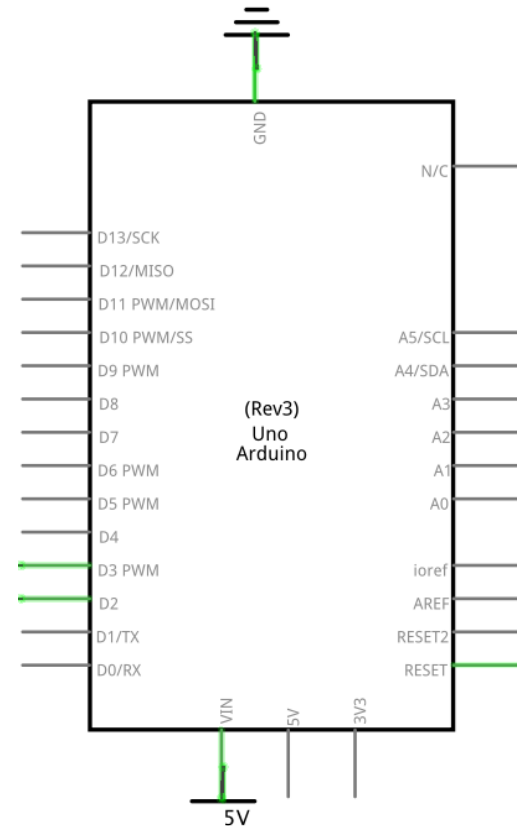 GND
N/C
D13/SCK
D12/MISO
D11 PWM/MOSI
D10 PWM/SS
A5/SCL
D9 PWM
A4/SDA
D8
A3
(Rev3)
D7
Uno
A2
Arduino
D6 PWM
A1
D5 PWM
A0
D4
D3 PWM
ioref
D2
AREF
D1/TX
RESET2
D0/RX
RESET
VIN
5V
3V3
5V